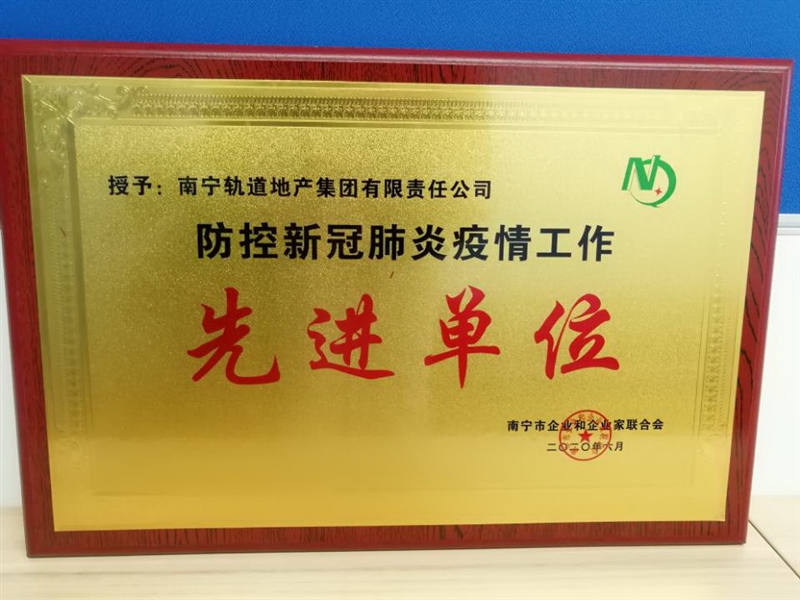 授予：南宁轨道地产集团有限责任公司
防控新冠肺炎疫情工作
先进单位
南宁市企业和企业家联合会
二〇二〇年六月